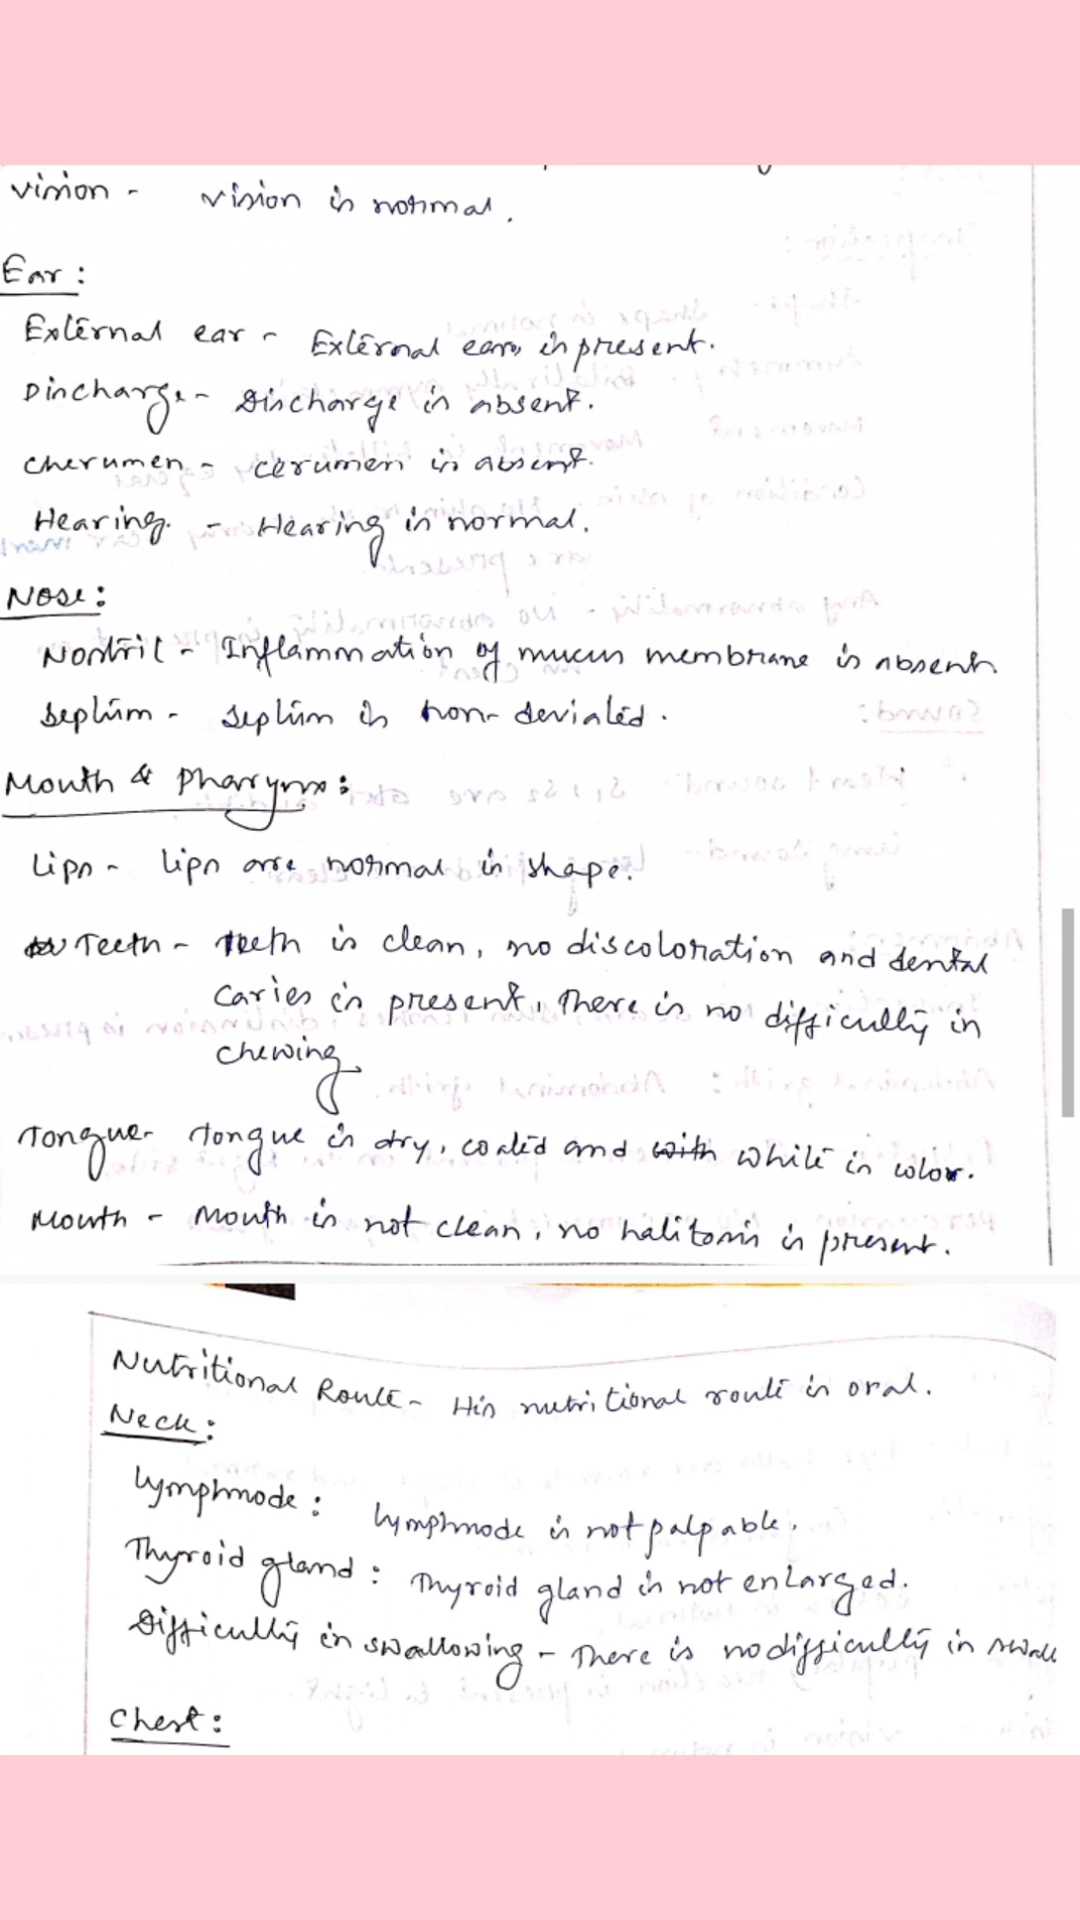 vision - vision is normal.
Ear :
External ear - External ears is present.
Discharge - Discharge is absent.
Cherumen - cerumen is absent.
Hearing. - Hearing is normal.
Nose :
Nostril - Inflammation of mucus membrane is absent.
Septum - Septum is non-deviated.
Mouth & Pharynx :
Lips - lips are normal in shape.
Teeth - Teeth is clean, no discoloration and dental
caries is present, There is no difficulty in
chewing
Tongue - Tongue is dry, coated and with white in color.
Mouth - Mouth is not clean, no halitosis is present.
Nutritional Route - His nutritional route is oral.
Neck :
Lymphnode : Lymphnode is not palpable.
Thyroid gland : Thyroid gland is not enlarged.
Difficulty in swallowing - There is no difficulty in swall
Chest :